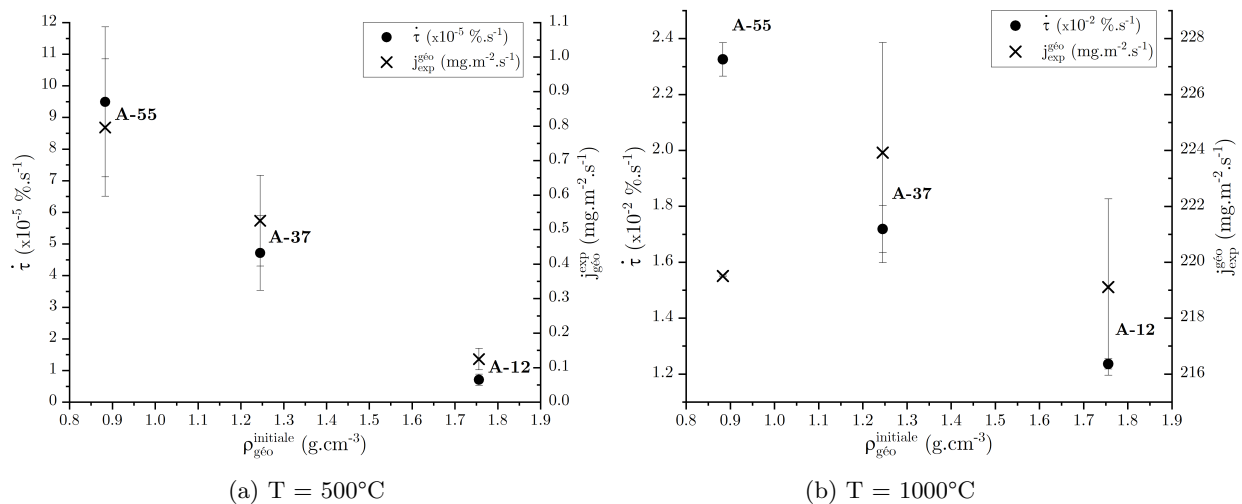 12
11
10
9
8
7
6
5
4
3
2
1
0
τ̇ (x10⁻⁵ %.s⁻¹)
τ̇ (x10⁻⁵ %.s⁻¹)
j_exp^géo (mg.m⁻².s⁻¹)
A-55
A-37
A-12
1.1
1.0
0.9
0.8
0.7
0.6
0.5
0.4
0.3
0.2
0.1
0.0
j_géo^exp (mg.m⁻².s⁻¹)
0.8 0.9 1.0 1.1 1.2 1.3 1.4 1.5 1.6 1.7 1.8 1.9
ρ_géo^initiale (g.cm⁻³)
(a) T = 500°C
2.4
2.2
2.0
1.8
1.6
1.4
1.2
τ̇ (x10⁻² %.s⁻¹)
τ̇ (x10⁻² %.s⁻¹)
j_exp^géo (mg.m⁻².s⁻¹)
A-55
A-37
A-12
228
226
224
222
220
218
216
j_exp^géo (mg.m⁻².s⁻¹)
0.8 0.9 1.0 1.1 1.2 1.3 1.4 1.5 1.6 1.7 1.8 1.9
ρ_géo^initiale (g.cm⁻³)
(b) T = 1000°C